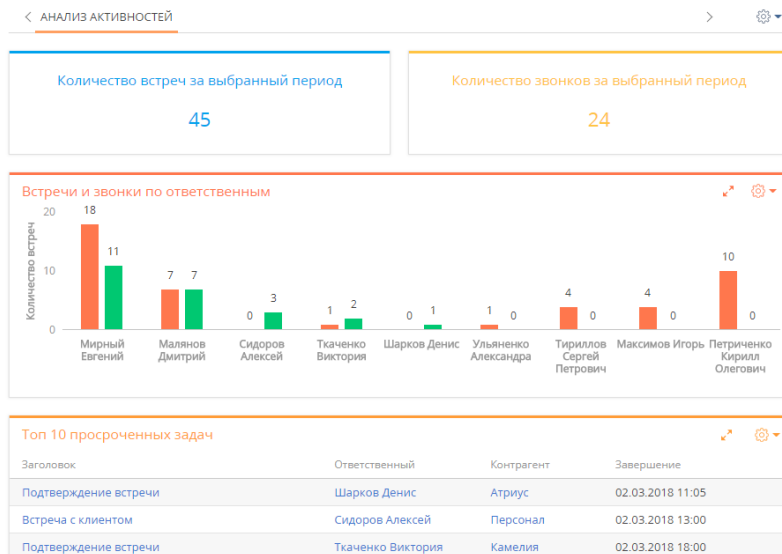 АНАЛИЗ АКТИВНОСТЕЙ
Количество встреч за выбранный период
45
Количество звонков за выбранный период
24
Встречи и звонки по ответственным
Количество встреч
20
10
0
18
11
7
7
0
3
1
2
0
1
1
0
4
0
4
0
10
0
Мирный
Евгений
Малянов
Дмитрий
Сидоров
Алексей
Ткаченко
Виктория
Шарков Денис
Ульяненко
Александра
Тириллов
Сергей
Петрович
Максимов Игорь
Петриченко
Кирилл
Олегович
Топ 10 просроченных задач
Заголовок Ответственный Контрагент Завершение
Подтверждение встречи Шарков Денис Атриус 02.03.2018 11:05
Встреча с клиентом Сидоров Алексей Персонал 02.03.2018 13:00
Подтверждение встречи Ткаченко Виктория Камелия 02.03.2018 18:00